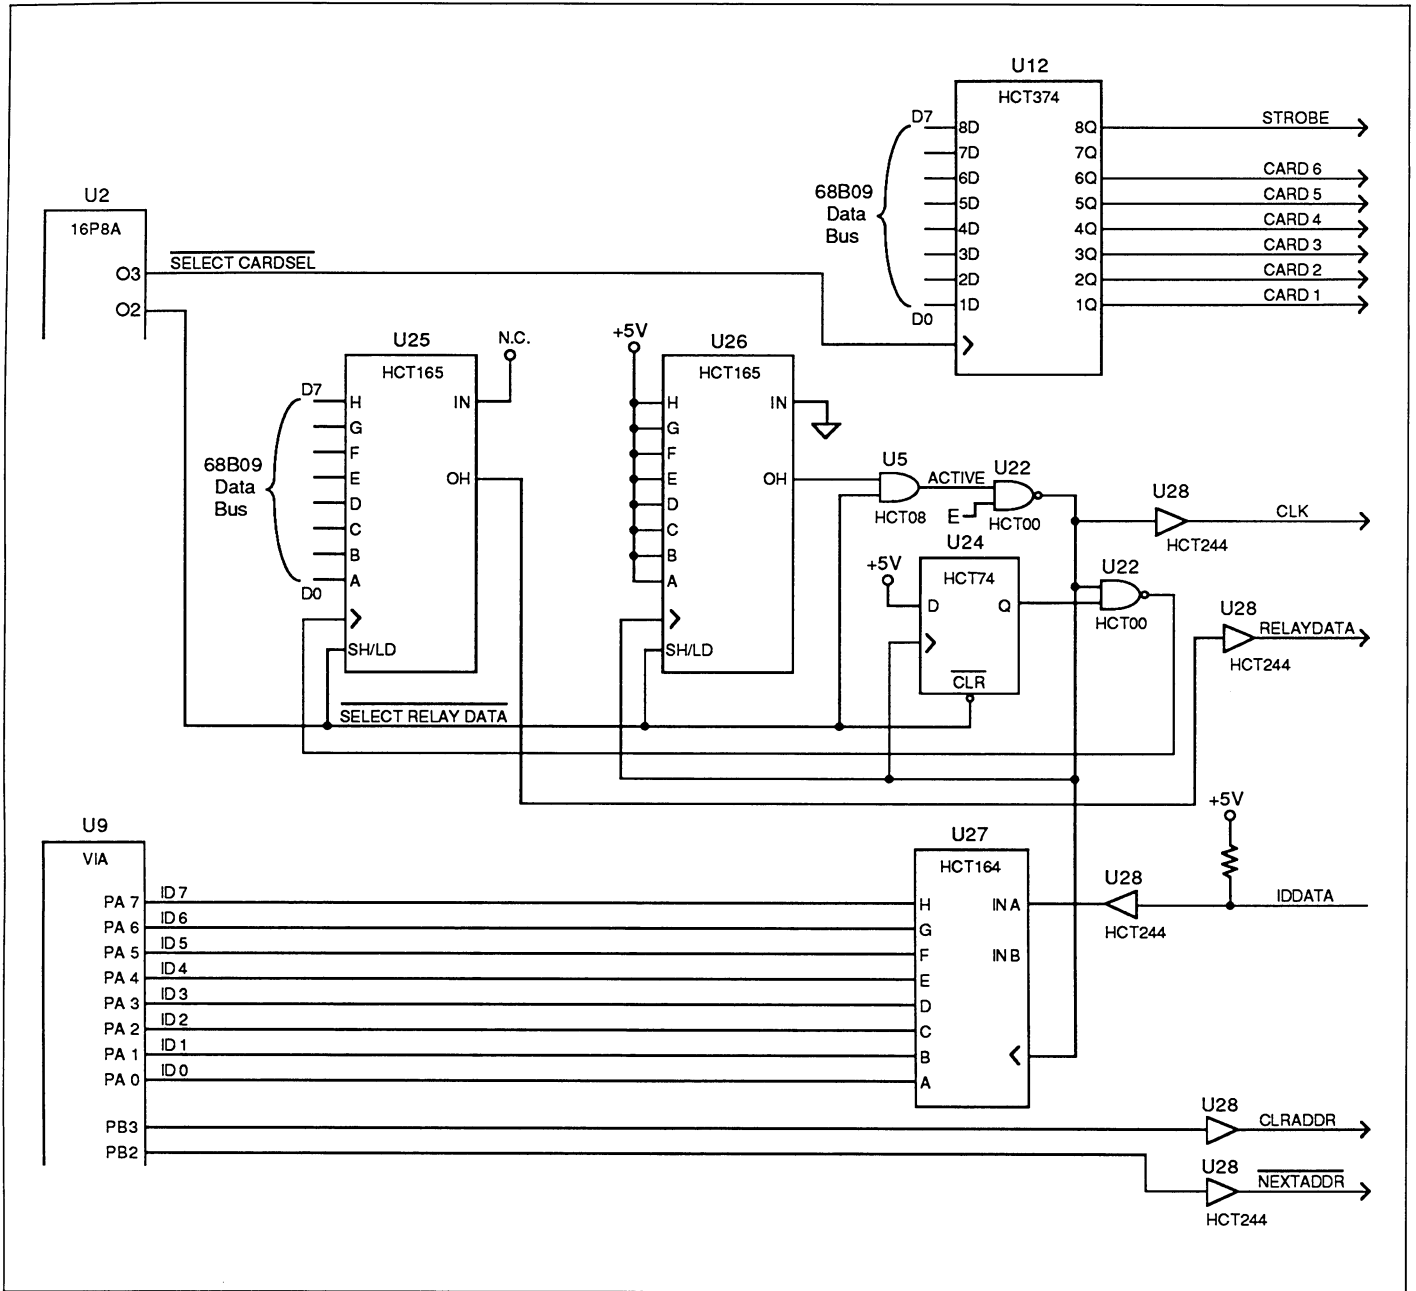 U12
HCT374
D7
8D
8Q
STROBE
7D
7Q
6D
6Q
CARD 6
5D
5Q
CARD 5
4D
4Q
CARD 4
3D
3Q
CARD 3
2D
2Q
CARD 2
1D
1Q
CARD 1
D0
68B09
Data
Bus
U2
16P8A
O3
SELECT CARDSEL
O2
U25
HCT165
N.C.
D7
H
IN
G
F
E
OH
D
C
B
A
D0
SH/LD
68B09
Data
Bus
+5V
U26
HCT165
H
IN
G
F
E
OH
D
C
B
A
SH/LD
U5
HCT08
ACTIVE
U22
E
HCT00
U28
CLK
HCT244
U24
HCT74
+5V
D
Q
CLR
U22
HCT00
U28
RELAYDATA
HCT244
SELECT RELAY DATA
U9
VIA
PA 7
ID 7
PA 6
ID 6
PA 5
ID 5
PA 4
ID 4
PA 3
ID 3
PA 2
ID 2
PA 1
ID 1
PA 0
ID 0
PB3
PB2
U27
HCT164
H
IN A
G
F
IN B
E
D
C
B
A
U28
HCT244
+5V
IDDATA
U28
CLRADDR
U28
NEXTADDR
HCT244